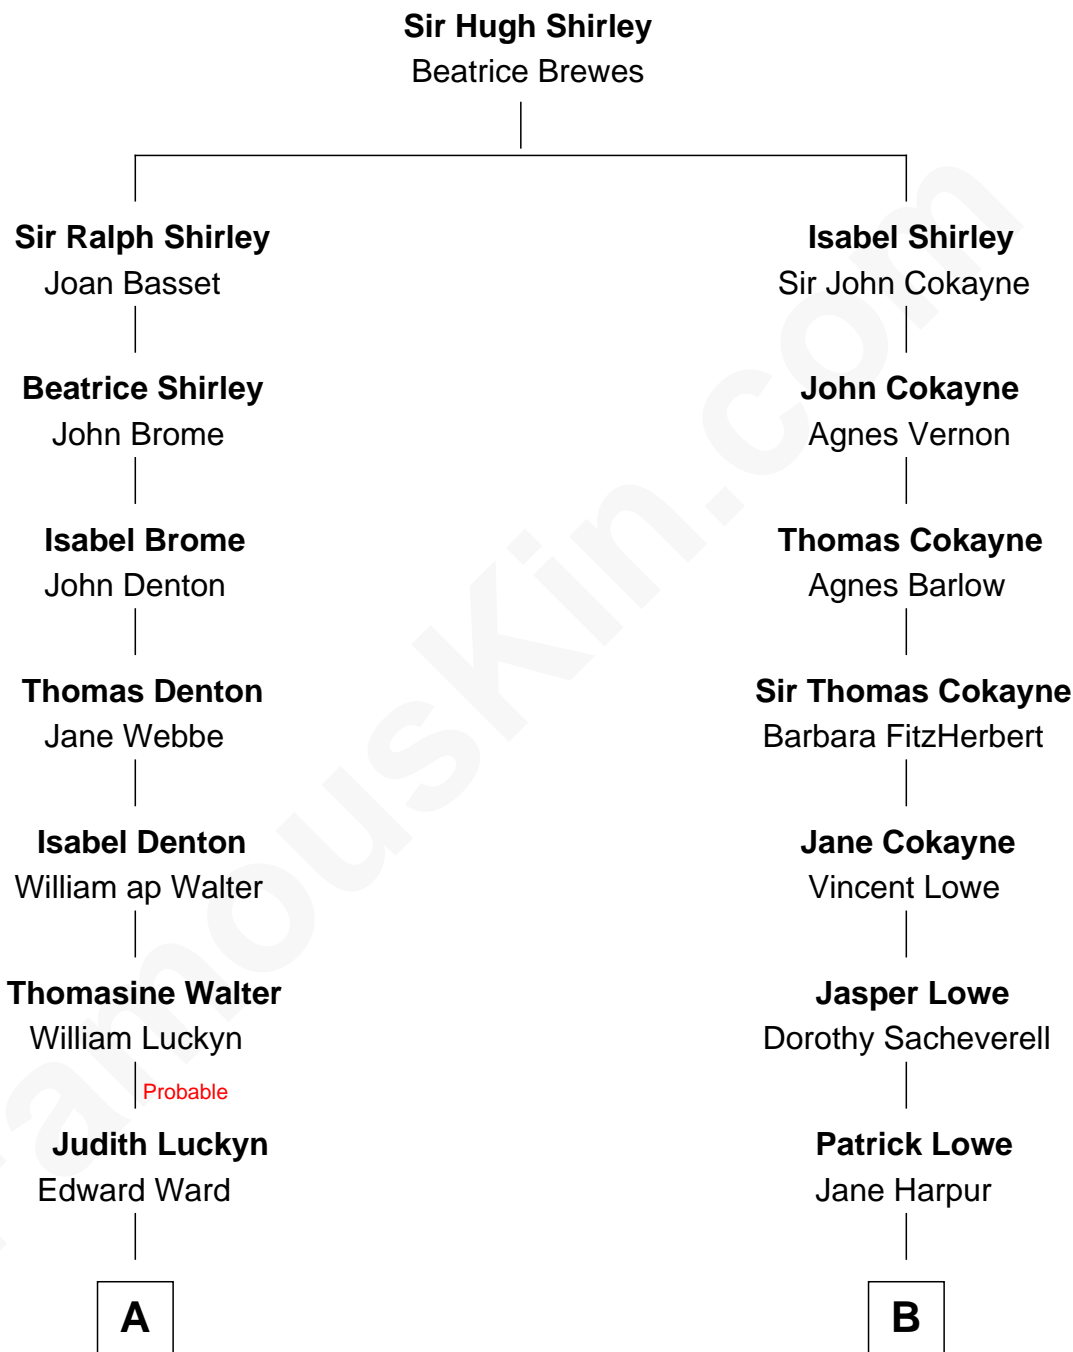 Sir Hugh Shirley
Beatrice Brewes
Sir Ralph Shirley
Joan Basset
Isabel Shirley
Sir John Cokayne
Beatrice Shirley
John Brome
John Cokayne
Agnes Vernon
Isabel Brome
John Denton
Thomas Cokayne
Agnes Barlow
Thomas Denton
Jane Webbe
Sir Thomas Cokayne
Barbara FitzHerbert
Isabel Denton
William ap Walter
Jane Cokayne
Vincent Lowe
Thomasine Walter
William Luckyn
Jasper Lowe
Dorothy Sacheverell
Probable
Judith Luckyn
Edward Ward
Patrick Lowe
Jane Harpur
A
B
FamousKin.com